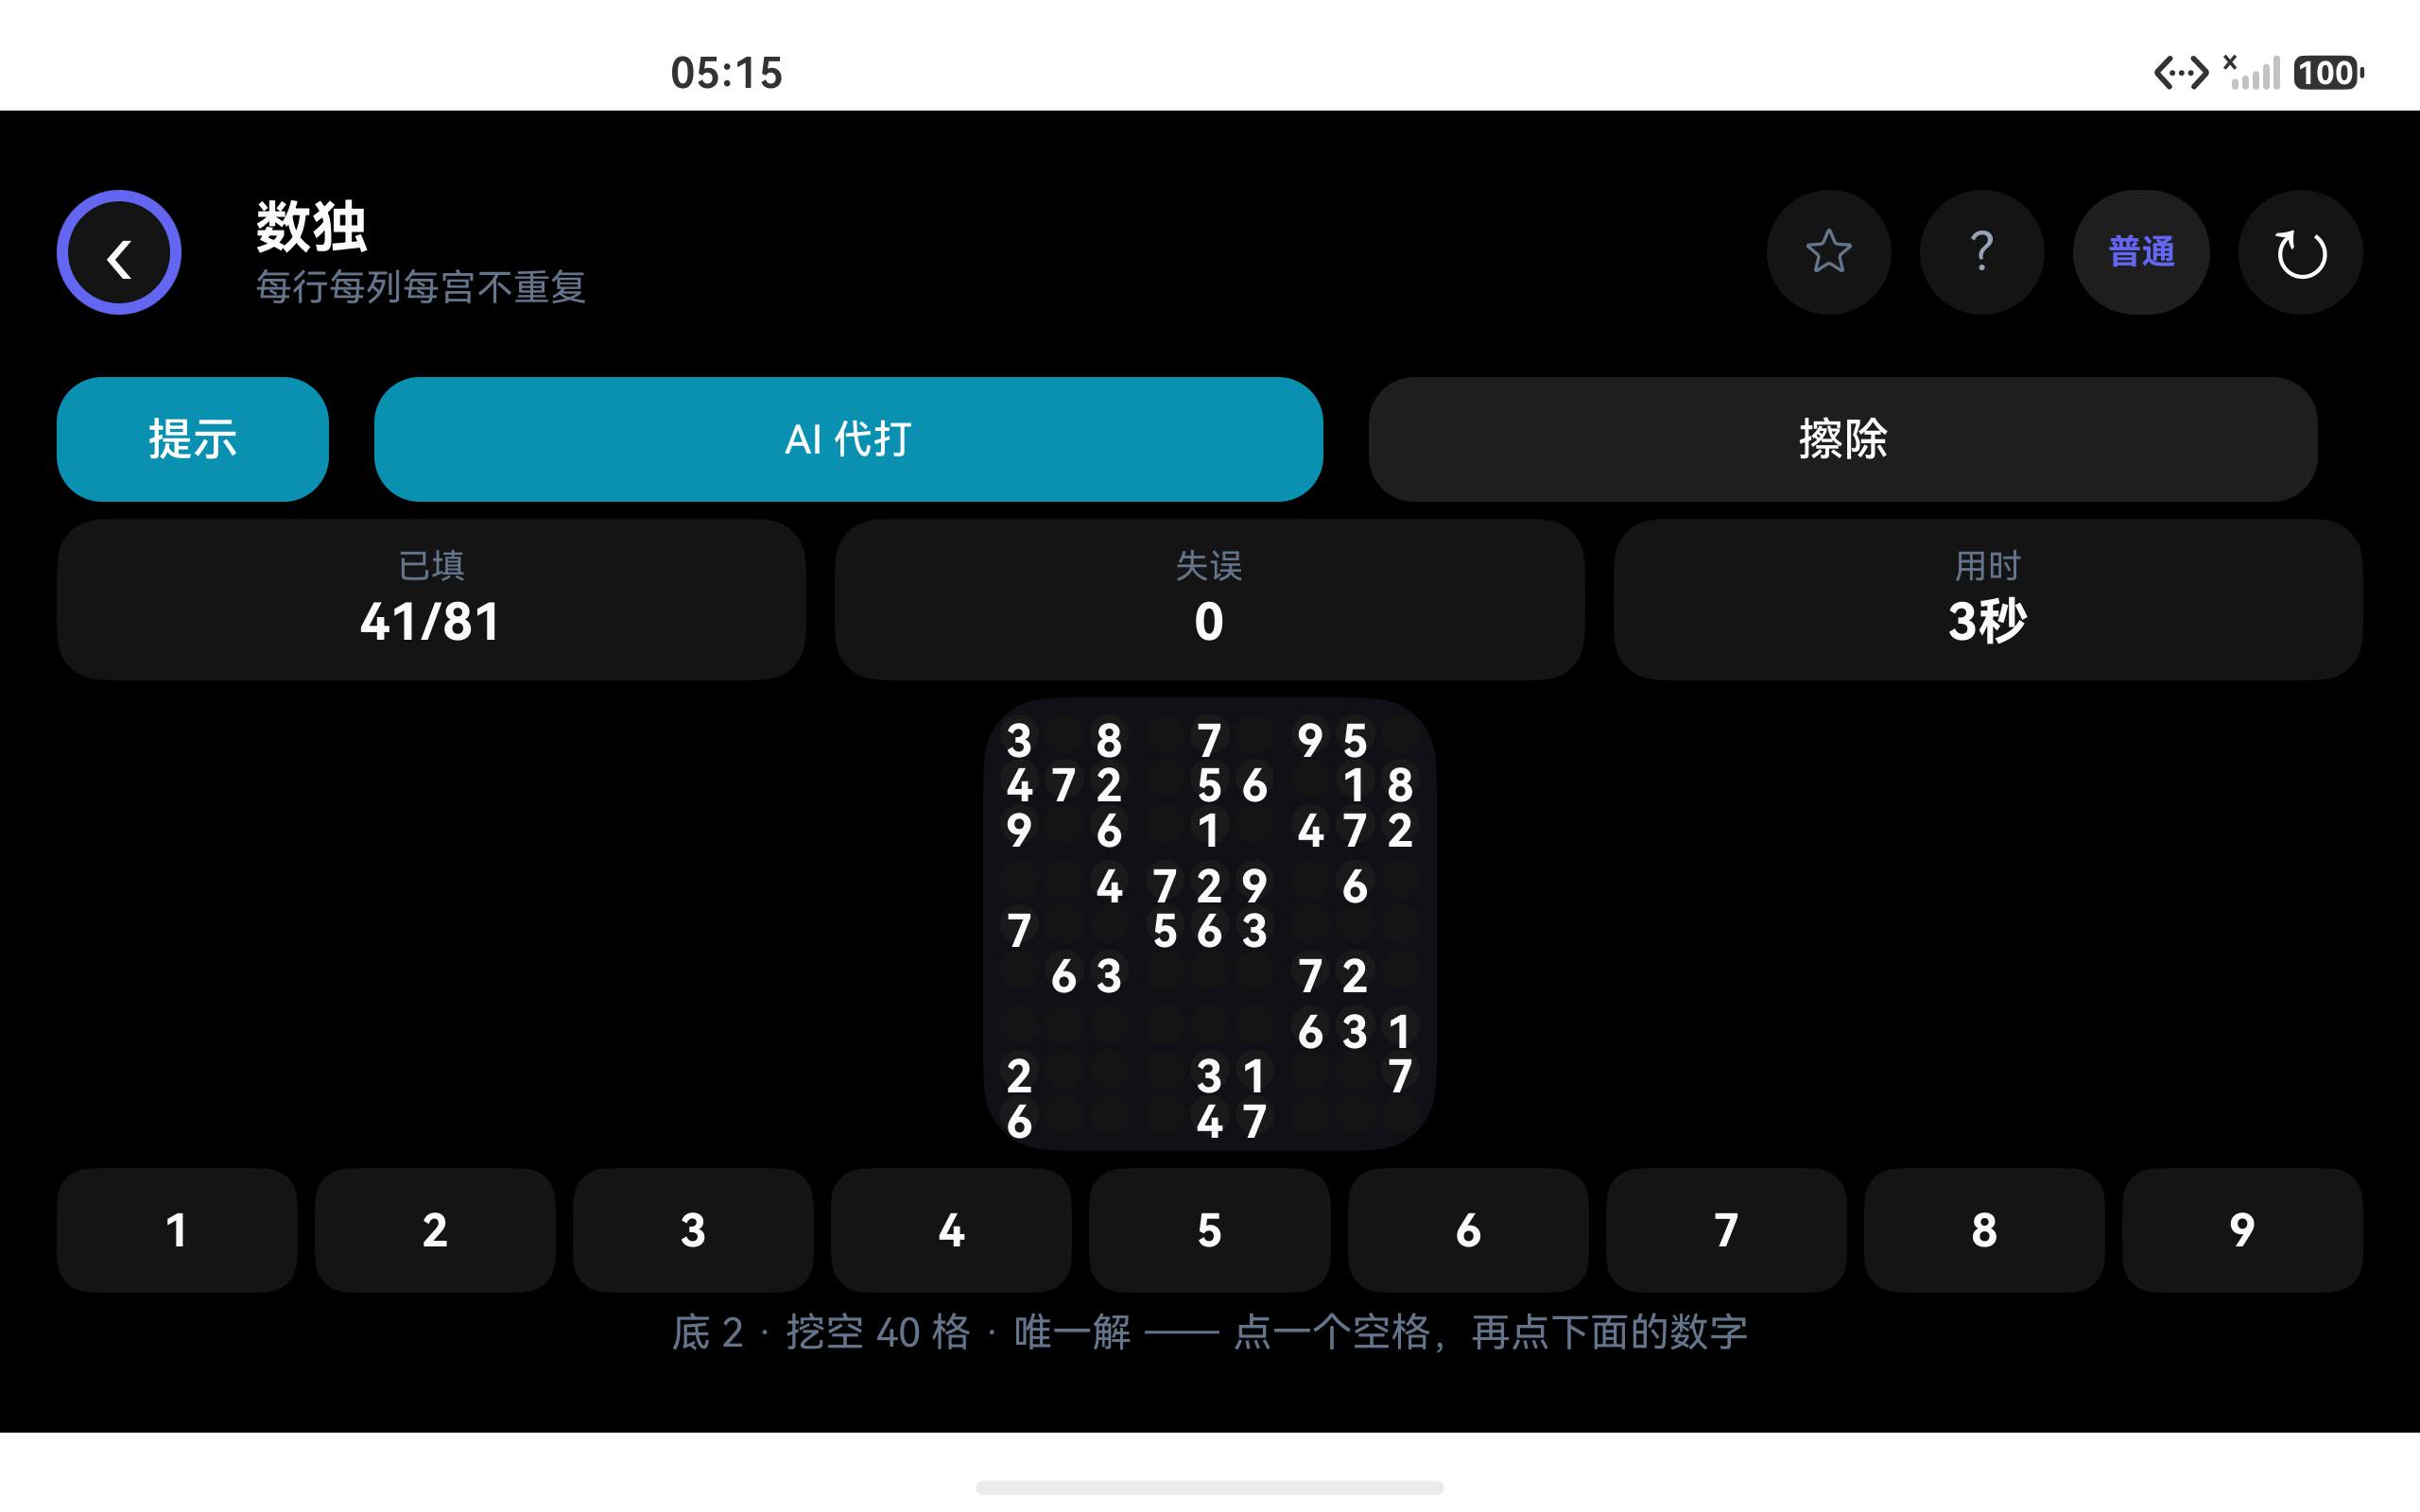 05:15
100
数独
每行每列每宫不重复
?
普通
提示
AI 代打
擦除
已填
失误
用时
41/81
0
3秒
3 8 7 9 5
4 7 2 5 6 1 8
9 6 1 4 7 2
4 7 2 9 6
7 5 6 3
6 3 7 2
6 3 1
2 3 1 7
6 4 7
1 2 3 4 5 6 7 8 9
底 2 · 挖空 40 格 · 唯一解 —— 点一个空格，再点下面的数字